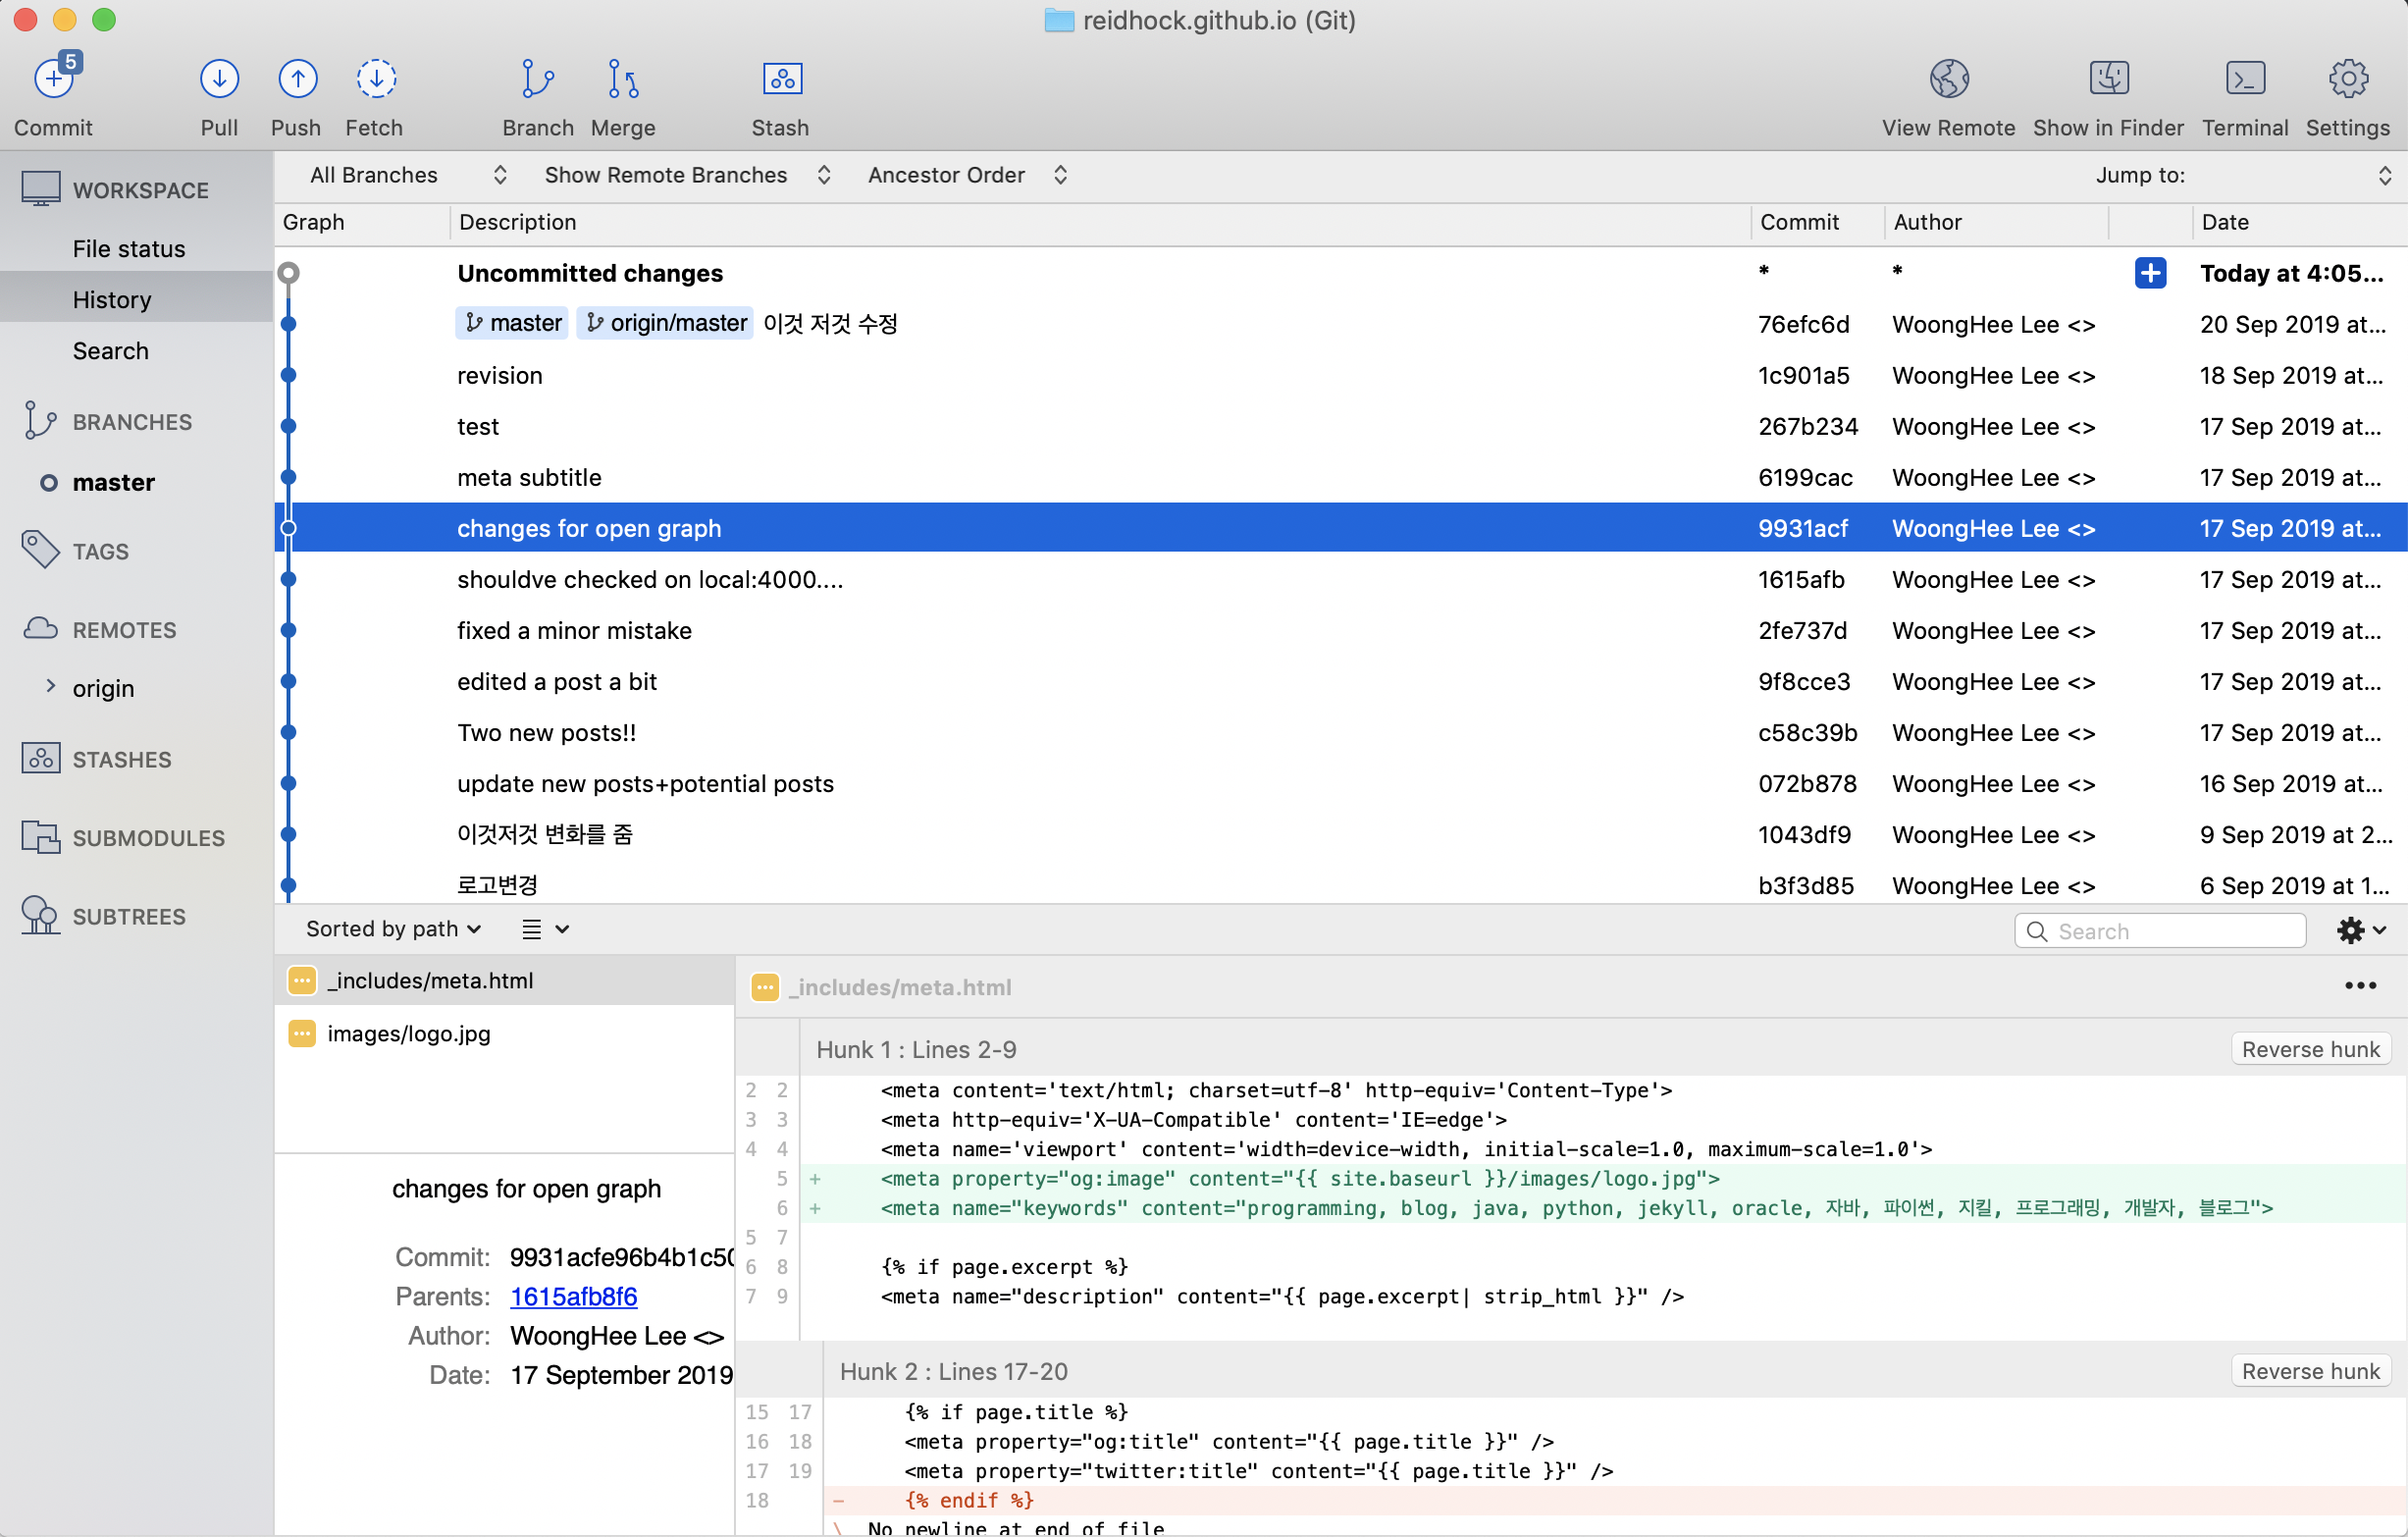 reidhock.github.io (Git)
5
Commit Pull Push Fetch Branch Merge Stash View Remote Show in Finder Terminal Settings
WORKSPACE
File status
History
Search
BRANCHES
master
TAGS
REMOTES
origin
STASHES
SUBMODULES
SUBTREES
All Branches Show Remote Branches Ancestor Order Jump to:
Graph Description Commit Author Date
Uncommitted changes * * Today at 4:05...
master origin/master 이것 저것 수정 76efc6d WoongHee Lee <> 20 Sep 2019 at...
revision 1c901a5 WoongHee Lee <> 18 Sep 2019 at...
test 267b234 WoongHee Lee <> 17 Sep 2019 at...
meta subtitle 6199cac WoongHee Lee <> 17 Sep 2019 at...
changes for open graph 9931acf WoongHee Lee <> 17 Sep 2019 at...
shouldve checked on local:4000.... 1615afb WoongHee Lee <> 17 Sep 2019 at...
fixed a minor mistake 2fe737d WoongHee Lee <> 17 Sep 2019 at...
edited a post a bit 9f8cce3 WoongHee Lee <> 17 Sep 2019 at...
Two new posts!! c58c39b WoongHee Lee <> 17 Sep 2019 at...
update new posts+potential posts 072b878 WoongHee Lee <> 16 Sep 2019 at...
이것저것 변화를 줌 1043df9 WoongHee Lee <> 9 Sep 2019 at 2...
로고변경 b3f3d85 WoongHee Lee <> 6 Sep 2019 at 1...
Sorted by path Search
_includes/meta.html
images/logo.jpg
changes for open graph
Commit: 9931acfe96b4b1c50
Parents: 1615afb8f6
Author: WoongHee Lee <>
Date: 17 September 2019
_includes/meta.html
Hunk 1 : Lines 2-9 Reverse hunk
2 2 <meta content='text/html; charset=utf-8' http-equiv='Content-Type'>
3 3 <meta http-equiv='X-UA-Compatible' content='IE=edge'>
4 4 <meta name='viewport' content='width=device-width, initial-scale=1.0, maximum-scale=1.0'>
5 + <meta property="og:image" content="{{ site.baseurl }}/images/logo.jpg">
6 + <meta name="keywords" content="programming, blog, java, python, jekyll, oracle, 자바, 파이썬, 지킬, 프로그래밍, 개발자, 블로그">
5 7
6 8 {% if page.excerpt %}
7 9 <meta name="description" content="{{ page.excerpt| strip_html }}" />
Hunk 2 : Lines 17-20 Reverse hunk
15 17 {% if page.title %}
16 18 <meta property="og:title" content="{{ page.title }}" />
17 19 <meta property="twitter:title" content="{{ page.title }}" />
18 - {% endif %}
\ No newline at end of file